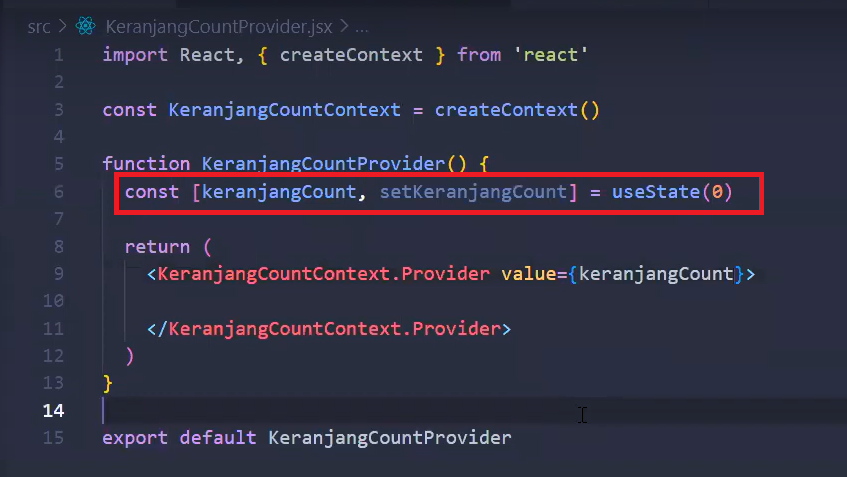 src > KeranjangCountProvider.jsx > ...
1 import React, { createContext } from 'react'
2
3 const KeranjangCountContext = createContext()
4
5 function KeranjangCountProvider() {
6 const [keranjangCount, setKeranjangCount] = useState(0)
7
8 return (
9 <KeranjangCountContext.Provider value={keranjangCount}>
10
11 </KeranjangCountContext.Provider>
12 )
13 }
14
15 export default KeranjangCountProvider